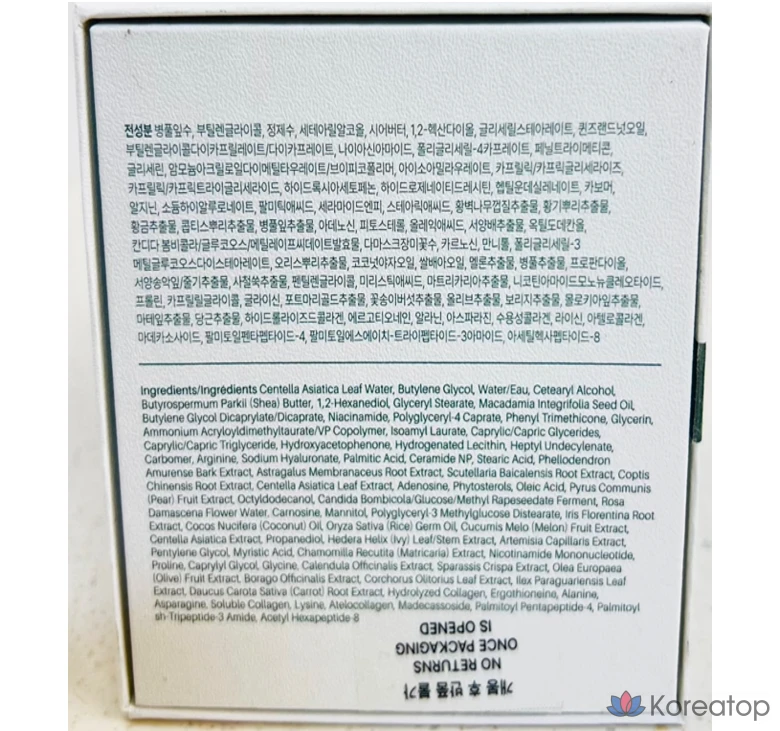 전성분 병풀잎수, 부틸렌글라이콜, 정제수, 세테아릴알코올, 시어버터, 1,2-헥산다이올, 글리세릴스테아레이트, 퀸즈랜드넛오일,
부틸렌글라이콜다이카프릴레이트/다이카프레이트, 나이아신아마이드, 폴리글리세릴-4카프레이트, 페닐트라이메티콘,
글리세린, 암모늄아크릴로일다이메틸타우레이트/브이피코폴리머, 아이소아밀라우레이트, 카프릴릭/카프릭글리세라이즈,
카프릴릭/카프릭트라이글리세라이드, 하이드록시아세토페논, 하이드로제네이티드레시틴, 헵틸운데실레네이트, 카보머,
알지닌, 소듐하이알루로네이트, 팔미틱애씨드, 세라마이드엔피, 스테아릭애씨드, 황벽나무껍질추출물, 황기뿌리추출물,
황금추출물, 콥티스뿌리추출물, 병풀잎추출물, 아데노신, 피토스테롤, 올레익애씨드, 서양배추출물, 옥틸도데칸올,
칸디다 봄비콜라/글루코오스/메틸레이프씨데이트발효물, 다마스크장미꽃수, 카르노신, 만니톨, 폴리글리세릴-3
메틸글루코오스다이스테아레이트, 오리스뿌리추출물, 코코넛야자오일, 쌀배아오일, 멜론추출물, 병풀추출물, 프로판다이올,
서양송악잎/줄기추출물, 사철쑥추출물, 펜틸렌글라이콜, 미리스틱애씨드, 마트리카리아추출물, 니코틴아마이드모노뉴클레오타이드,
프롤린, 카프릴릴글라이콜, 글라이신, 포트마리골드추출물, 꽃송이버섯추출물, 올리브추출물, 보리지추출물, 몰로키아잎추출물,
마테잎추출물, 당근추출물, 하이드롤라이즈드콜라겐, 에르고티오네인, 알라닌, 아스파라진, 수용성콜라겐, 라이신, 아텔로콜라겐,
마데카소사이드, 팔미토일펜타펩타이드-4, 팔미토일에스에이치-트라이펩타이드-3아마이드, 아세틸헥사펩타이드-8
Ingredients/Ingrédients Centella Asiatica Leaf Water, Butylene Glycol, Water/Eau, Cetearyl Alcohol,
Butyrospermum Parkii (Shea) Butter, 1,2-Hexanediol, Glyceryl Stearate, Macadamia Integrifolia Seed Oil,
Butylene Glycol Dicaprylate/Dicaprate, Niacinamide, Polyglyceryl-4 Caprate, Phenyl Trimethicone, Glycerin,
Ammonium Acryloyldimethyltaurate/VP Copolymer, Isoamyl Laurate, Caprylic/Capric Glycerides,
Caprylic/Capric Triglyceride, Hydroxyacetophenone, Hydrogenated Lecithin, Heptyl Undecylenate,
Carbomer, Arginine, Sodium Hyaluronate, Palmitic Acid, Ceramide NP, Stearic Acid, Phellodendron
Amurense Bark Extract, Astragalus Membranaceus Root Extract, Scutellaria Baicalensis Root Extract, Coptis
Chinensis Root Extract, Centella Asiatica Leaf Extract, Adenosine, Phytosterols, Oleic Acid, Pyrus Communis
(Pear) Fruit Extract, Octyldodecanol, Candida Bombicola/Glucose/Methyl Rapeseedate Ferment, Rosa
Damascena Flower Water, Carnosine, Mannitol, Polyglyceryl-3 Methylglucose Distearate, Iris Florentina Root
Extract, Cocos Nucifera (Coconut) Oil, Oryza Sativa (Rice) Germ Oil, Cucumis Melo (Melon) Fruit Extract,
Centella Asiatica Extract, Propanediol, Hedera Helix (Ivy) Leaf/Stem Extract, Artemisia Capillaris Extract,
Pentylene Glycol, Myristic Acid, Chamomilla Recutita (Matricaria) Extract, Nicotinamide Mononucleotide,
Proline, Caprylyl Glycol, Glycine, Calendula Officinalis Extract, Sparassis Crispa Extract, Olea Europaea
(Olive) Fruit Extract, Borago Officinalis Extract, Corchorus Olitorius Leaf Extract, Ilex Paraguariensis Leaf
Extract, Daucus Carota Sativa (Carrot) Root Extract, Hydrolyzed Collagen, Ergothioneine, Alanine,
Asparagine, Soluble Collagen, Lysine, Atelocollagen, Madecassoside, Palmitoyl Pentapeptide-4, Palmitoyl
sh-Tripeptide-3 Amide, Acetyl Hexapeptide-8
개봉 후 반품 불가
NO RETURNS
ONCE PACKAGING
IS OPENED
Koreatop